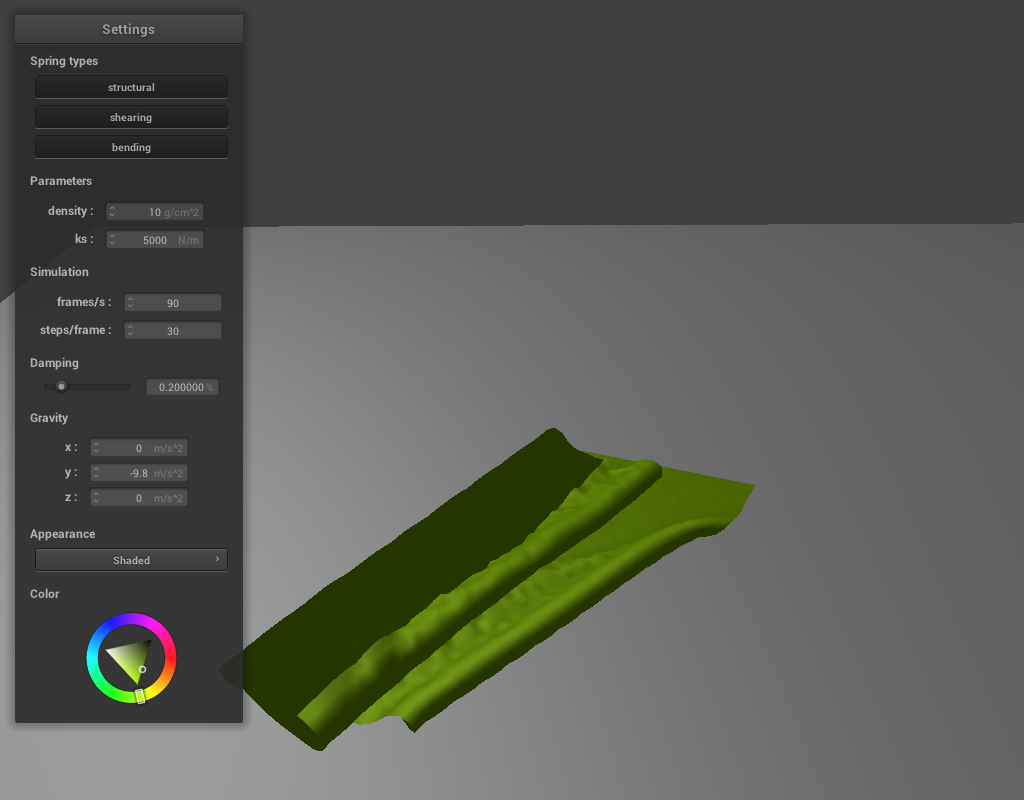 Settings
Spring types
structural
shearing
bending
Parameters
density : 10 g/cm^2
ks : 5000 N/m
Simulation
frames/s : 90
steps/frame : 30
Damping
0.200000 %
Gravity
x : 0 m/s^2
y : -9.8 m/s^2
z : 0 m/s^2
Appearance
Shaded
Color